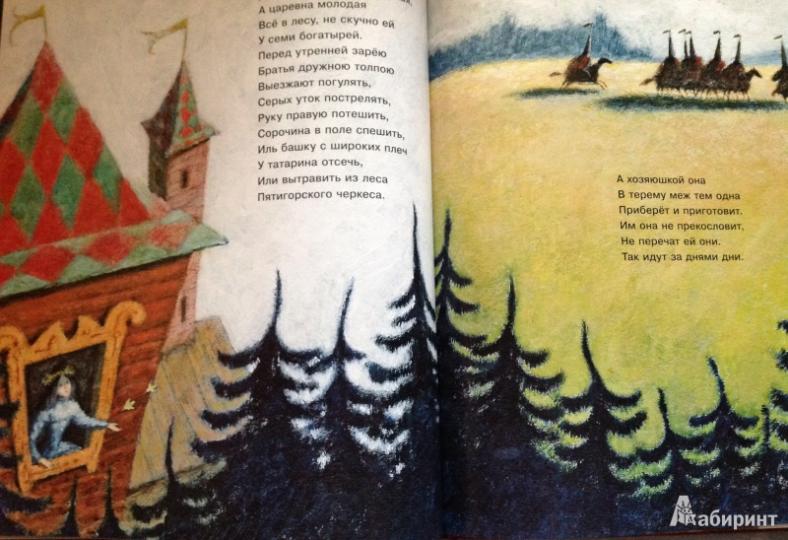 А царевна молодая
Всё в лесу, не скучно ей
У семи богатырей.
Перед утренней зарёю
Братья дружною толпою
Выезжают погулять,
Серых уток пострелять,
Руку правую потешить,
Сорочина в поле спешить,
Иль башку с широких плеч
У татарина отсечь,
Или вытравить из леса
Пятигорского черкеса.
А хозяюшкой она
В терему меж тем одна
Приберёт и приготовит.
Им она не прекословит,
Не перечат ей они.
Так идут за днями дни.
Лабиринт